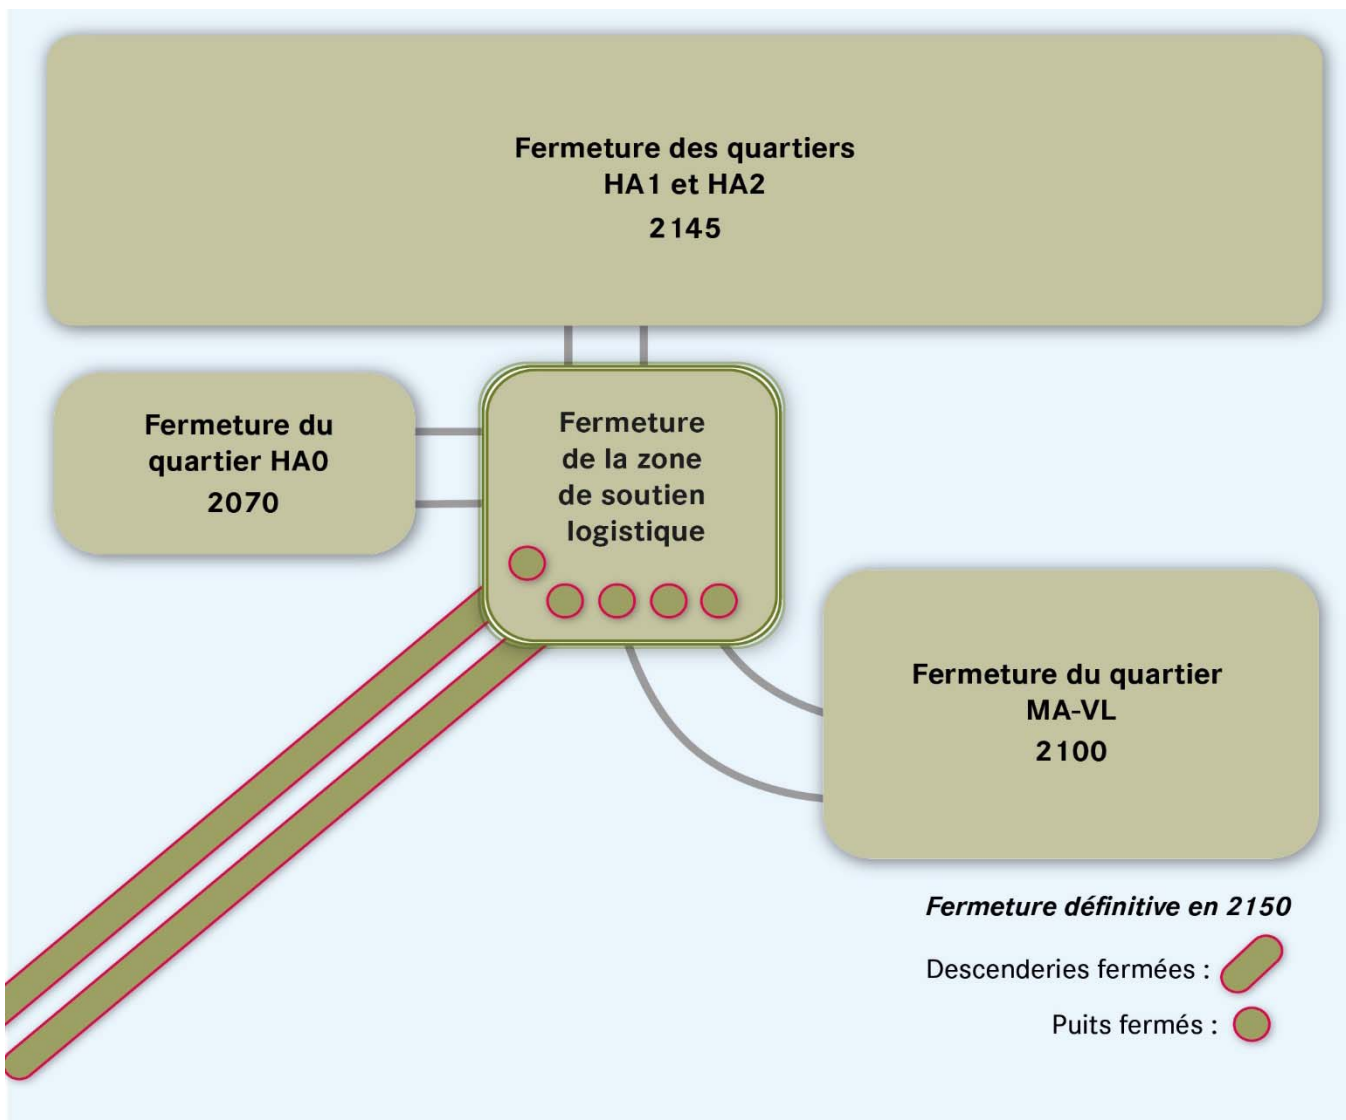 Fermeture des quartiers
HA1 et HA2
2145
Fermeture du
quartier HA0
2070
Fermeture
de la zone
de soutien
logistique
Fermeture du quartier
MA-VL
2100
Fermeture définitive en 2150
Descenderies fermées :
Puits fermés :